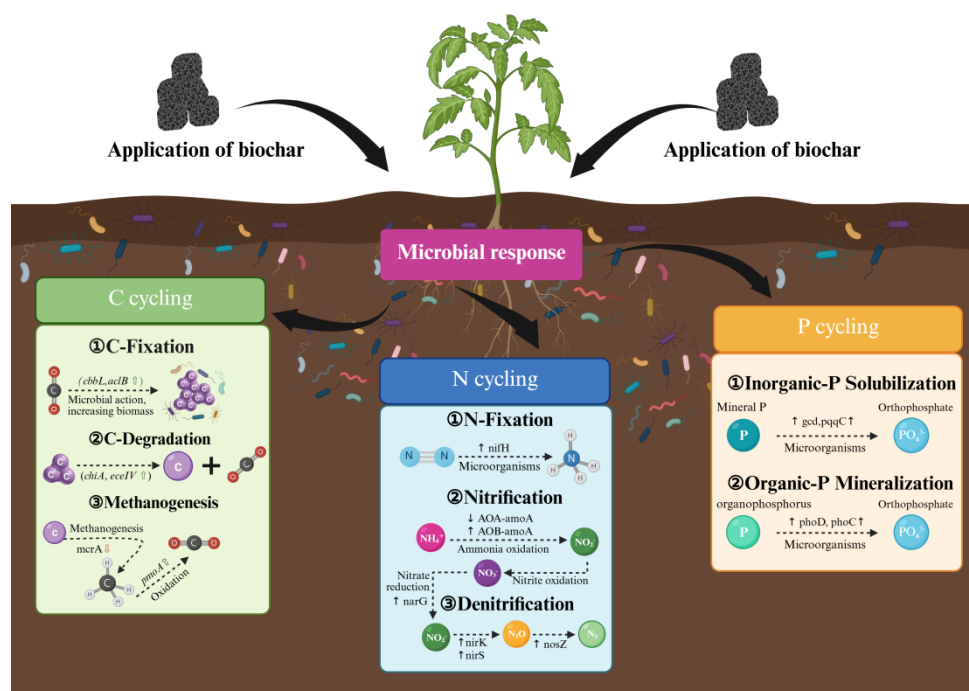 Application of biochar
Application of biochar
Microbial response
C cycling
①C-Fixation
O
C
O
(cbbL,aclB ⇧)
Microbial action,
increasing biomass
C
C
C
C
C
C
C
②C-Degradation
C
C
C
(chiA, eceIV ⇧)
C
+
O
C
O
③Methanogenesis
C
Methanogenesis
mcrA⇩
O
C
O
H
C
H
H
H
pmoA⇧
Oxidation
N cycling
①N-Fixation
N
N
↑ nifH
Microorganisms
H
N
H
H
H
②Nitrification
NH₄⁺
↓ AOA-amoA
↑ AOB-amoA
Ammonia oxidation
NO₂⁻
Nitrite oxidation
NO₃⁻
Nitrate
reduction
↑ narG
③Denitrification
NO₂⁻
↑nirK
↑nirS
N₂O
↑ nosZ
N₂
P cycling
①Inorganic-P Solubilization
Mineral P
Orthophosphate
P
↑ gcd,pqqC↑
Microorganisms
PO₄³⁻
②Organic-P Mineralization
organophosphorus
Orthophosphate
P
↑ phoD, phoC↑
Microorganisms
PO₄³⁻